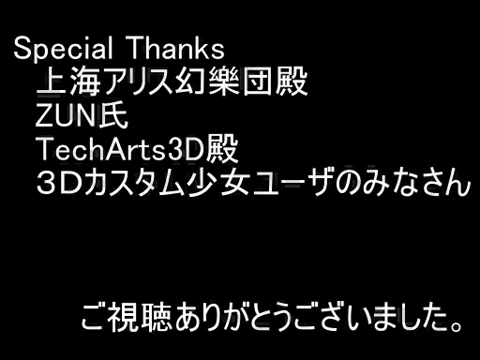 Special Thanks
上海アリス幻樂団殿
ZUN氏
TechArts3D殿
３Ｄカスタム少女ユーザのみなさん
ご視聴ありがとうございました。